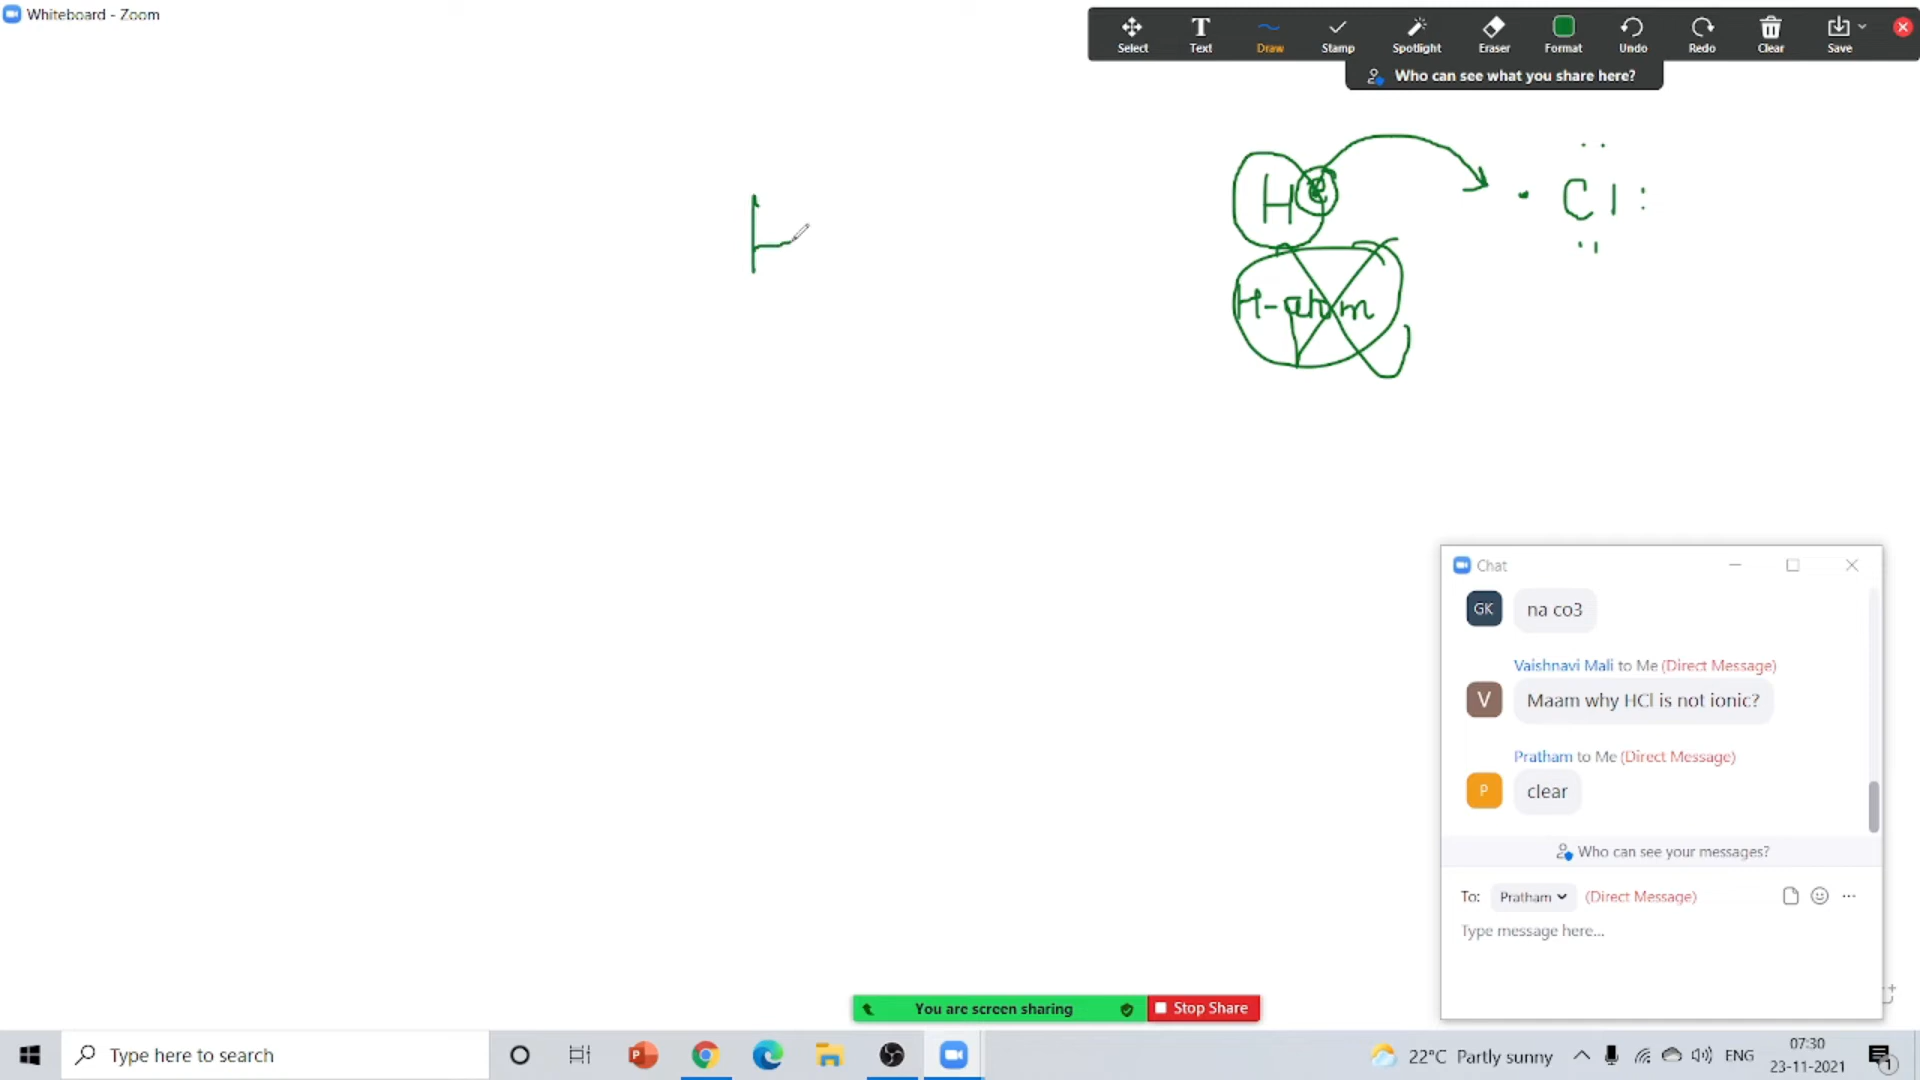 Whiteboard - Zoom
Select Text Draw Stamp Spotlight Eraser Format Undo Redo Clear Save
Who can see what you share here?
H e Cl
H-atom
Chat
GK na co3
Vaishnavi Mali to Me (Direct Message)
V Maam why HCl is not ionic?
Pratham to Me (Direct Message)
P clear
Who can see your messages?
To: Pratham (Direct Message)
Type message here...
You are screen sharing Stop Share
Type here to search
22°C Partly sunny ENG
07:30
23-11-2021